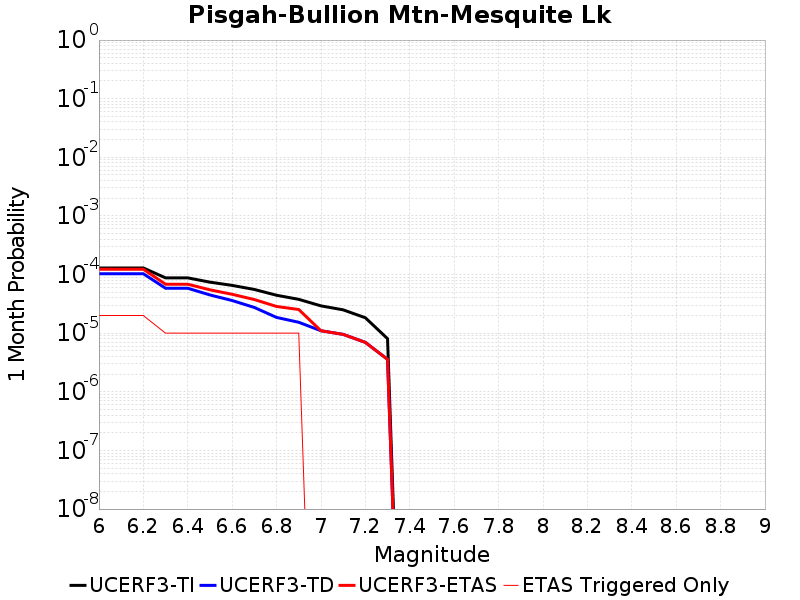 Pisgah-Bullion Mtn-Mesquite Lk
1 Month Probability
10^0
10^-1
10^-2
10^-3
10^-4
10^-5
10^-6
10^-7
10^-8
6 6.2 6.4 6.6 6.8 7 7.2 7.4 7.6 7.8 8 8.2 8.4 8.6 8.8 9
Magnitude
UCERF3-TI UCERF3-TD UCERF3-ETAS ETAS Triggered Only